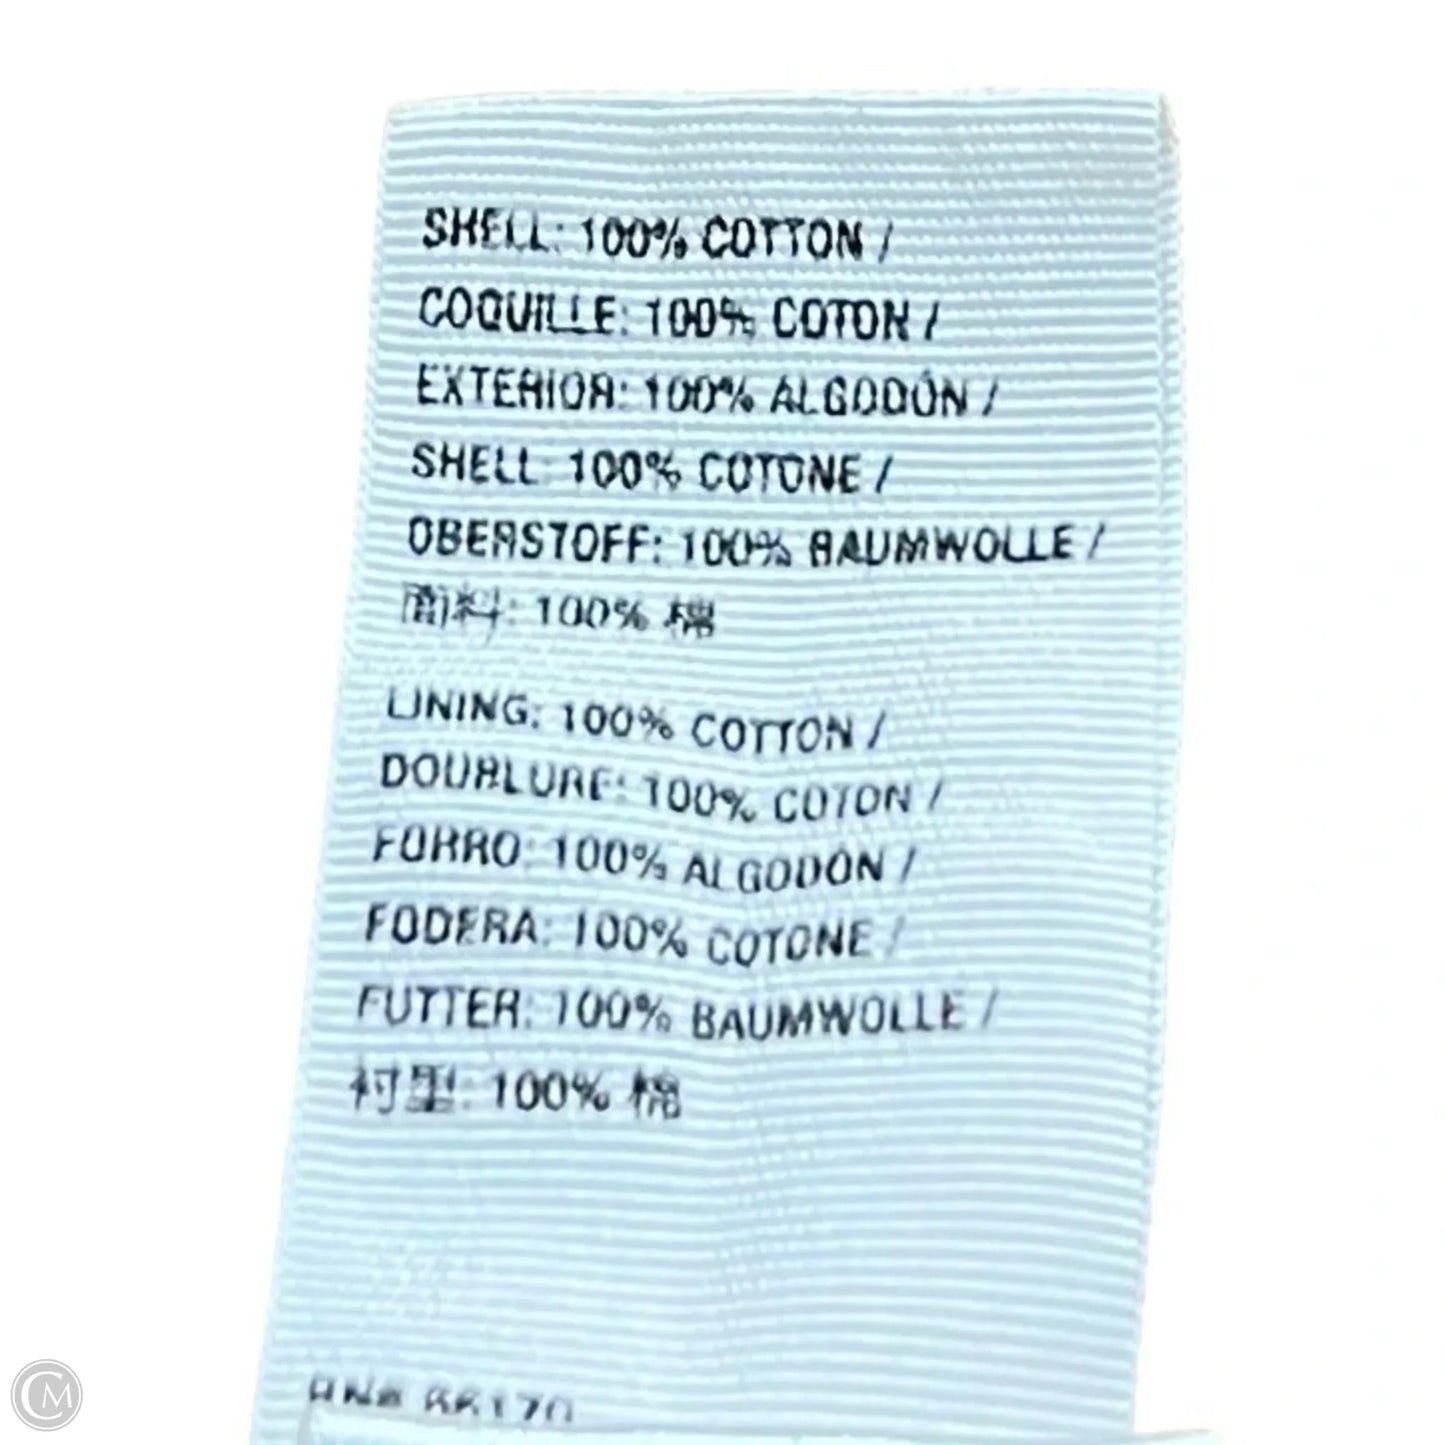 SHELL: 100% COTTON /
COQUILLE: 100% COTON /
EXTERIOR: 100% ALGODÓN /
SHELL: 100% COTONE /
OBERSTOFF: 100% BAUMWOLLE /
面料: 100% 棉
LINING: 100% COTTON /
DOUBLURE: 100% COTON /
FORRO: 100% ALGODÓN /
FODERA: 100% COTONE /
FUTTER: 100% BAUMWOLLE /
衬里: 100% 棉
CM